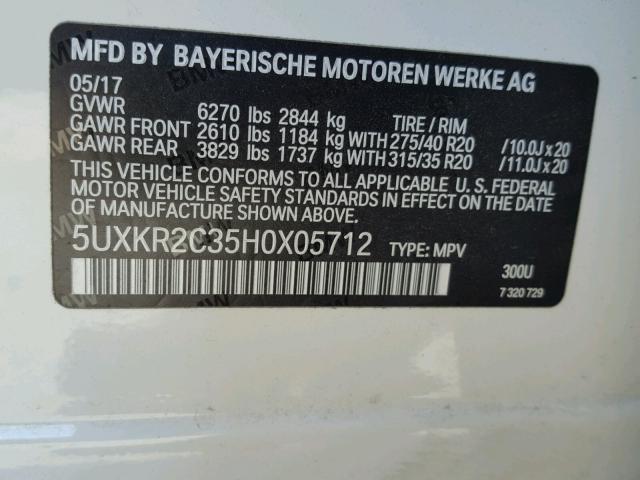 MFD BY BAYERISCHE MOTOREN WERKE AG
05/17
GVWR 6270 lbs 2844 kg TIRE / RIM
GAWR FRONT 2610 lbs 1184 kg WITH 275/40 R20 /10.0J x 20
GAWR REAR 3829 lbs 1737 kg WITH 315/35 R20 /11.0J x 20
THIS VEHICLE CONFORMS TO ALL APPLICABLE U. S. FEDERAL
MOTOR VEHICLE SAFETY STANDARDS IN EFFECT ON THE DATE
OF MANUFACTURE SHOWN ABOVE.
5UXKR2C35H0X05712 TYPE: MPV
300U
7 320 729